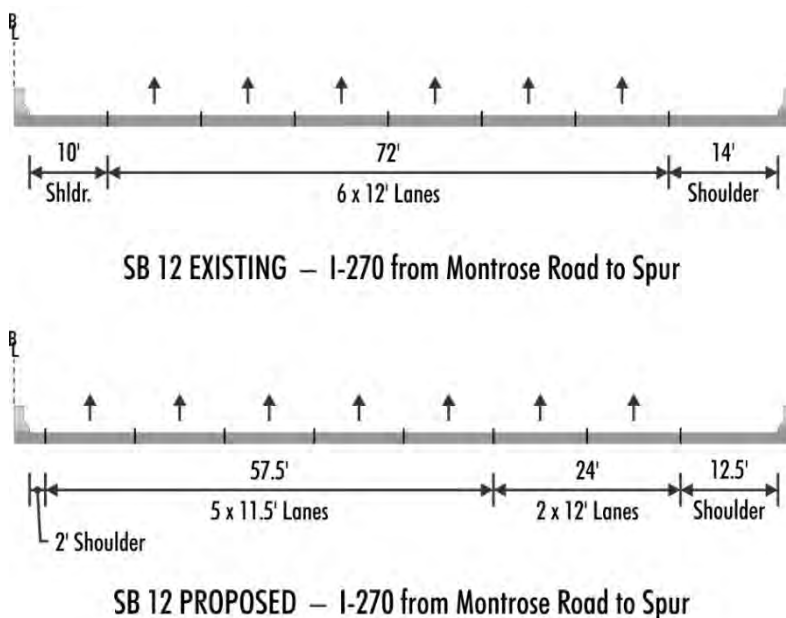 BL
10'
72'
14'
Shldr.
6 x 12' Lanes
Shoulder
SB 12 EXISTING – I-270 from Montrose Road to Spur
BL
57.5'
24'
12.5'
5 x 11.5' Lanes
2 x 12' Lanes
Shoulder
2' Shoulder
SB 12 PROPOSED – I-270 from Montrose Road to Spur